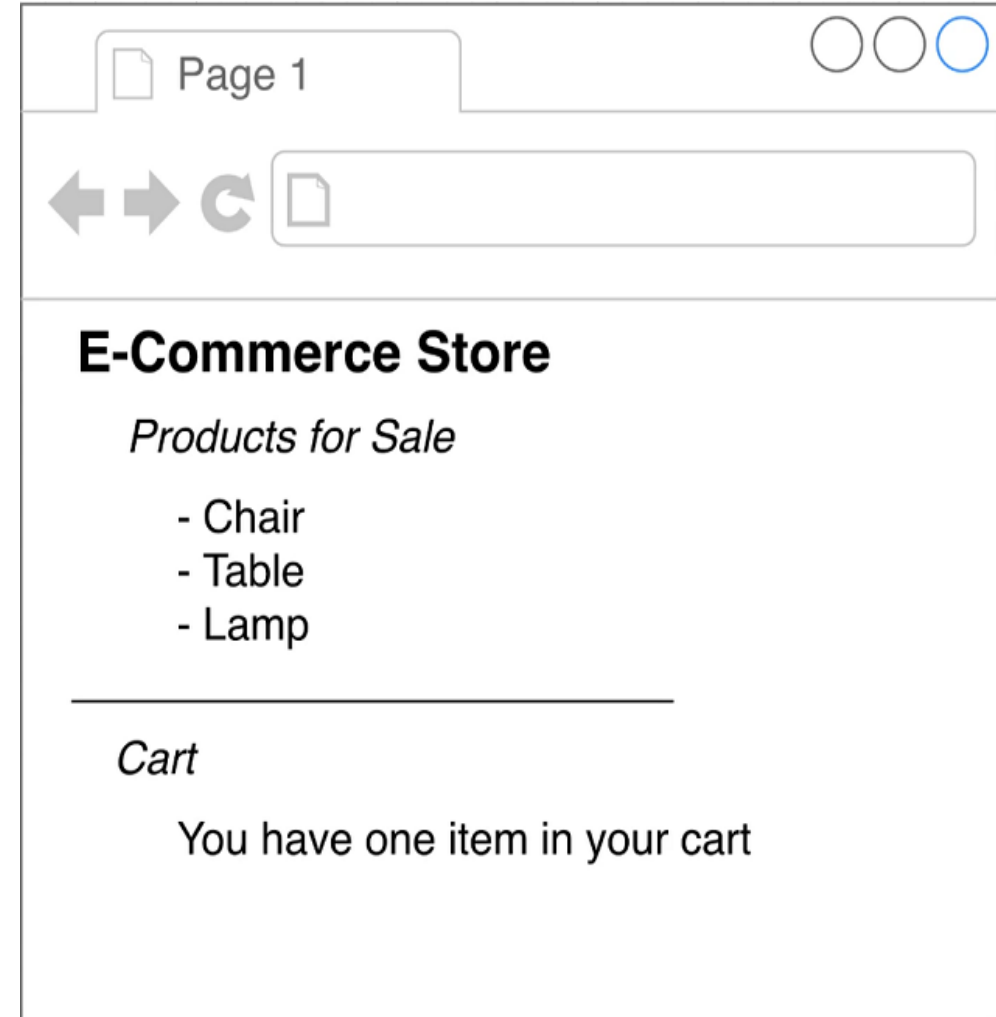 Page 1
E-Commerce Store
Products for Sale
- Chair
- Table
- Lamp
Cart
You have one item in your cart